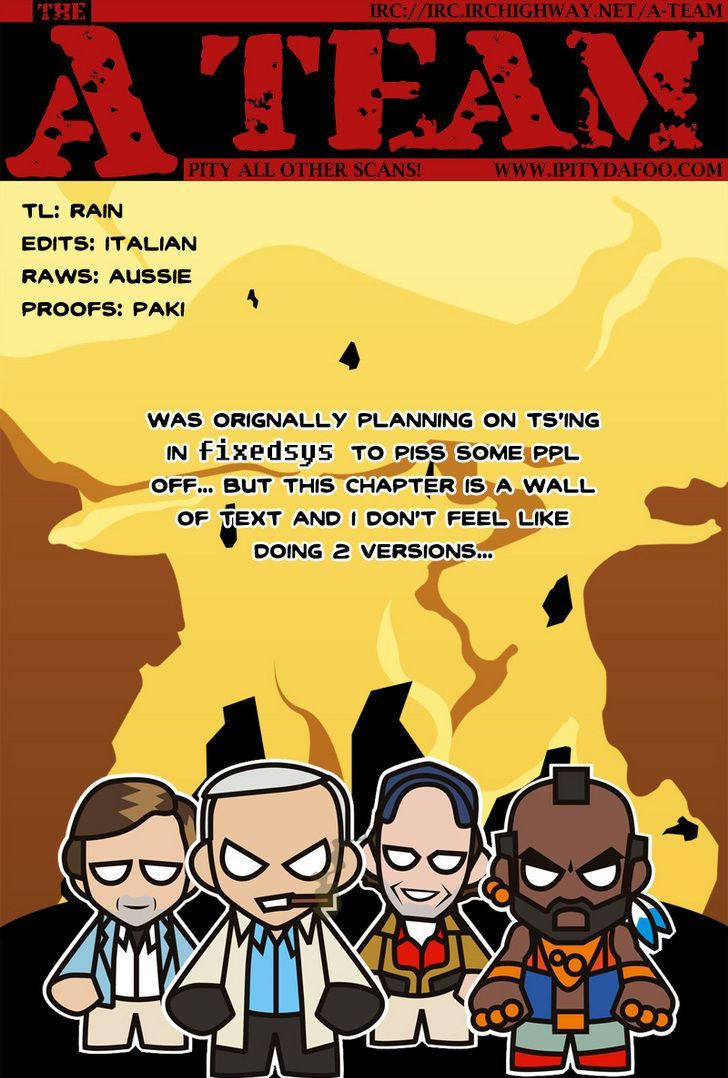 THE
IRC://IRC.IRCHIGHWAY.NET/A-TEAM
A TEAM
PITY ALL OTHER SCANS!
WWW.IPITYDAFOO.COM
TL: RAIN
EDITS: ITALIAN
RAWS: AUSSIE
PROOFS: PAKI
WAS ORIGNALLY PLANNING ON TS'ING
IN fixedsys TO PISS SOME PPL
OFF... BUT THIS CHAPTER IS A WALL
OF TEXT AND I DON'T FEEL LIKE
DOING 2 VERSIONS...